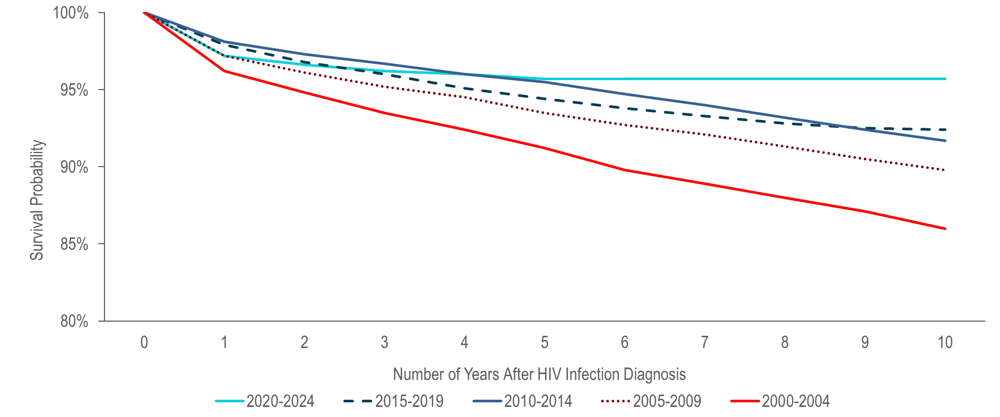 100%
95%
90%
85%
80%
Survival Probability
0 1 2 3 4 5 6 7 8 9 10
Number of Years After HIV Infection Diagnosis
2020-2024 2015-2019 2010-2014 2005-2009 2000-2004